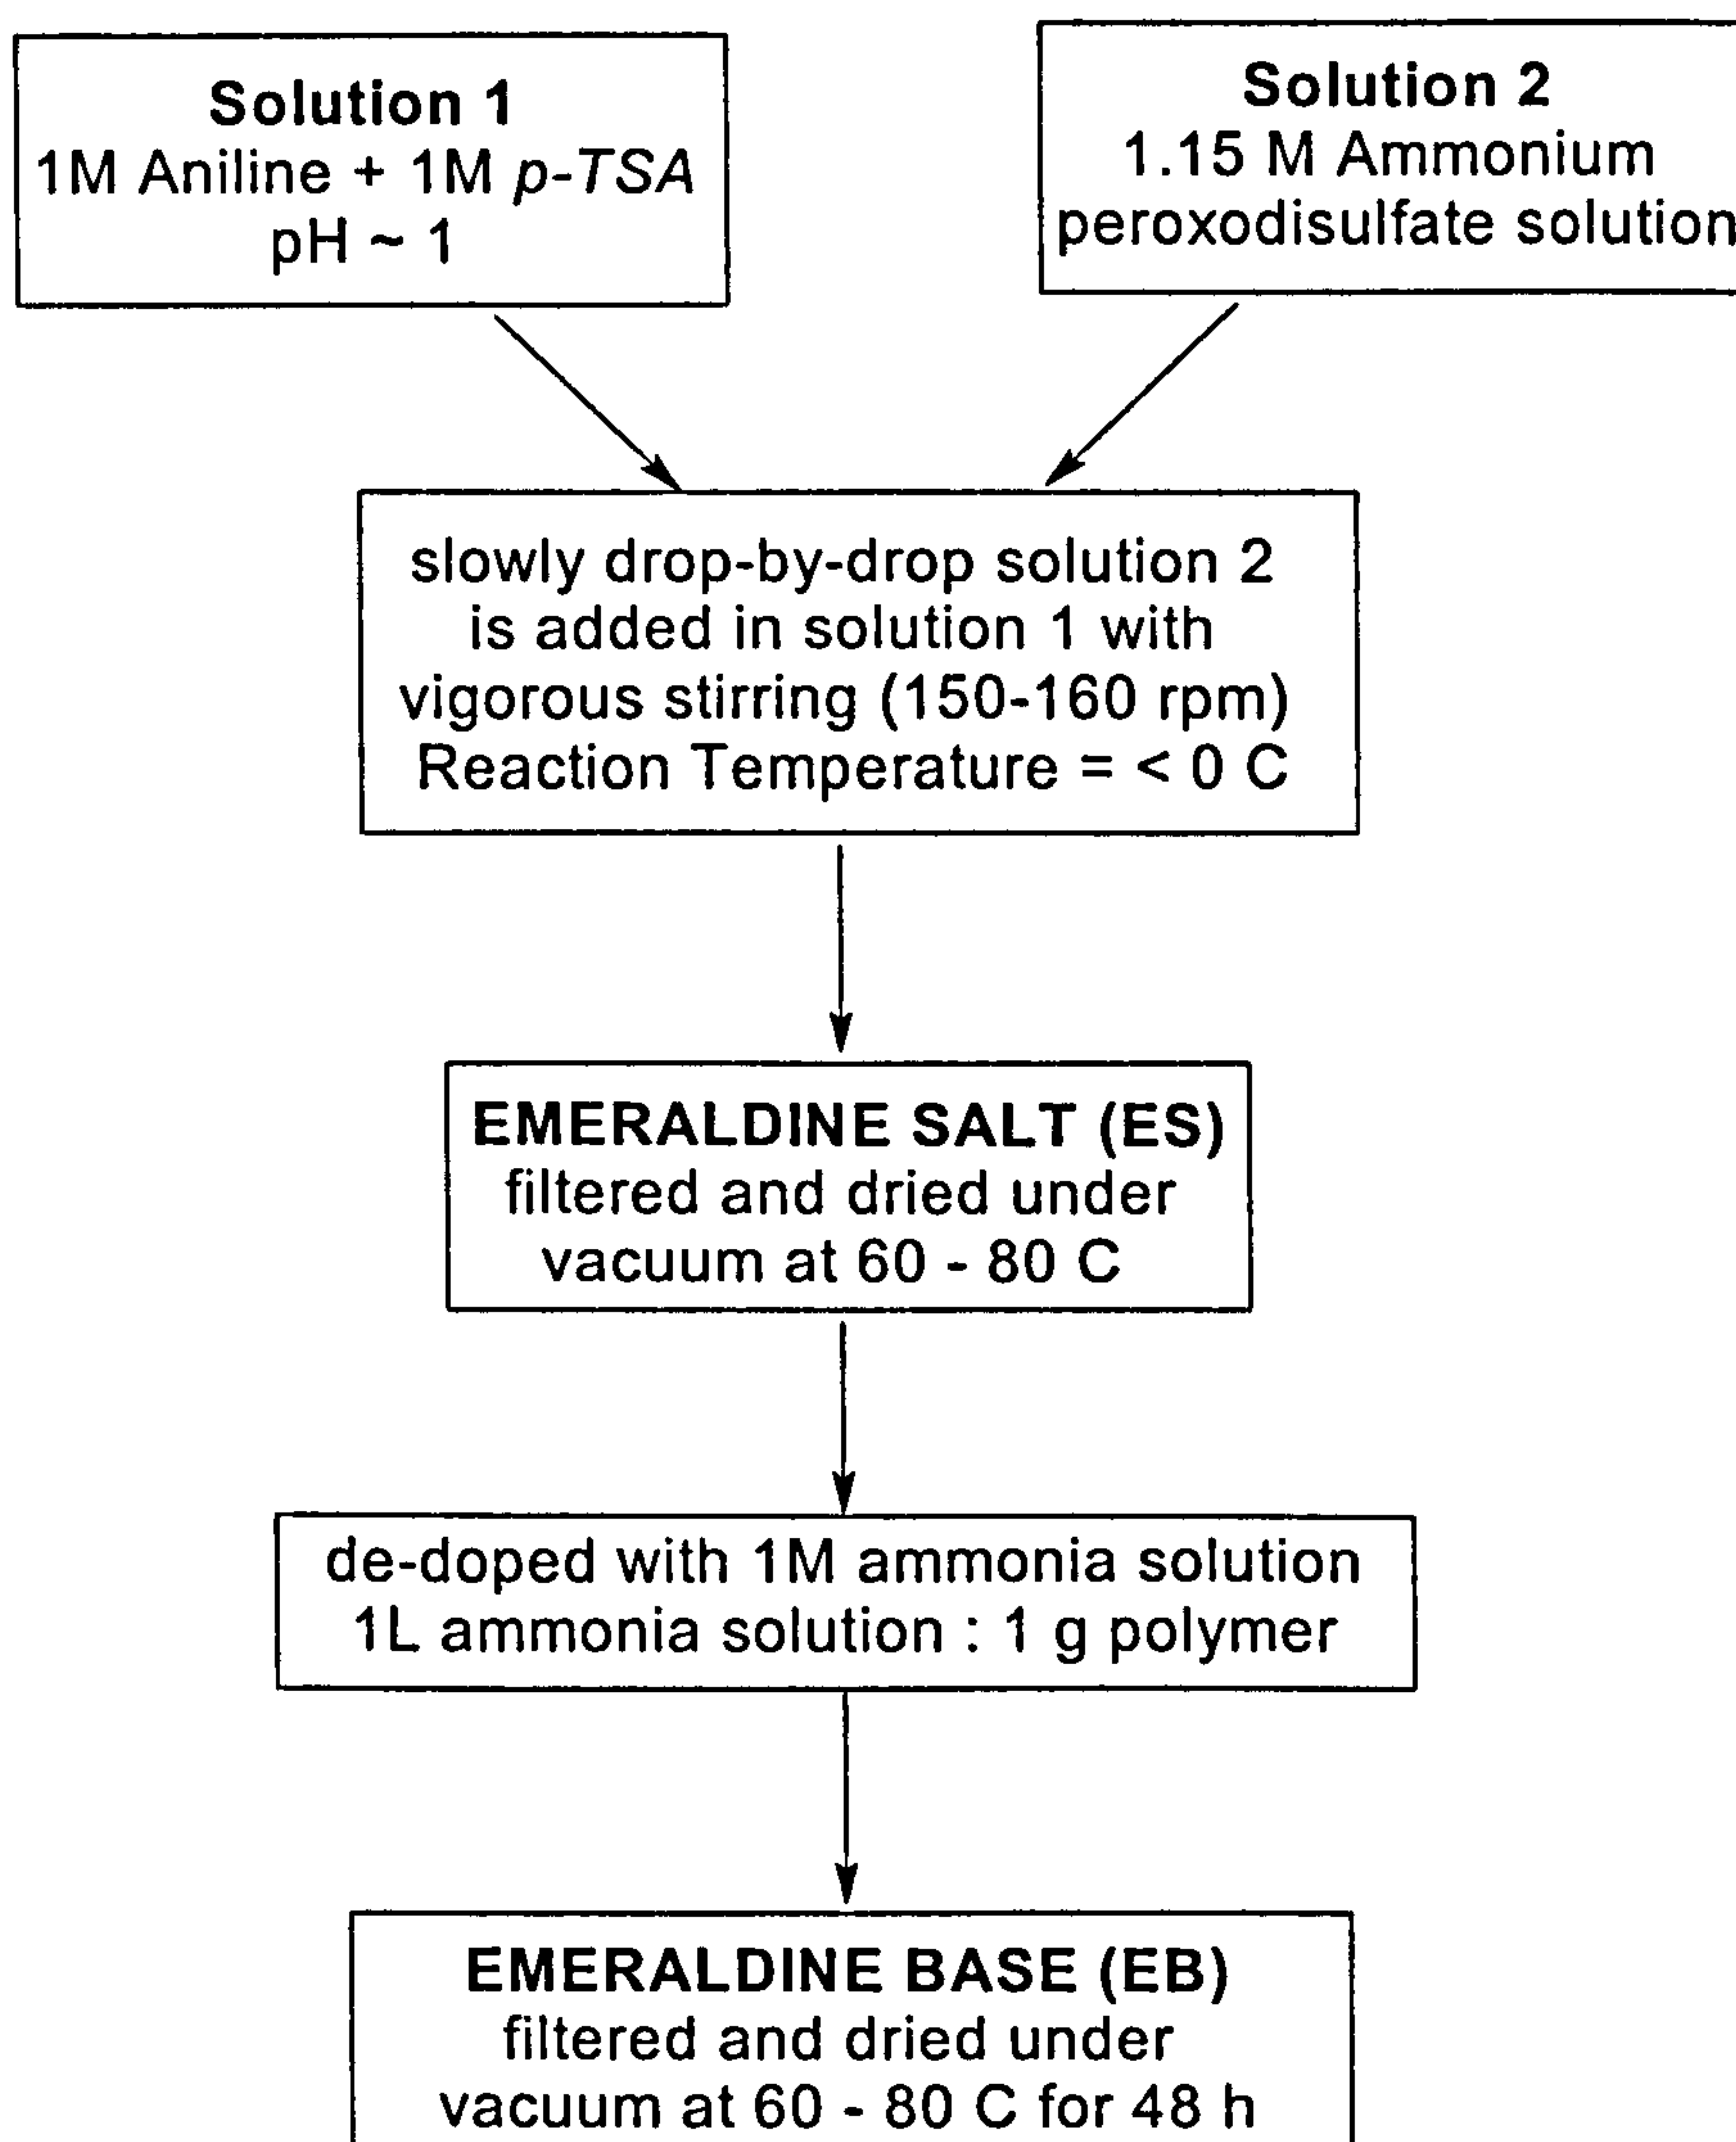 Solution 1
1M Aniline + 1M p-TSA
pH ~ 1
Solution 2
1.15 M Ammonium
peroxodisulfate solution
slowly drop-by-drop solution 2
is added in solution 1 with
vigorous stirring (150-160 rpm)
Reaction Temperature = < 0 C
EMERALDINE SALT (ES)
filtered and dried under
vacuum at 60 - 80 C
de-doped with 1M ammonia solution
1L ammonia solution : 1 g polymer
EMERALDINE BASE (EB)
filtered and dried under
vacuum at 60 - 80 C for 48 h